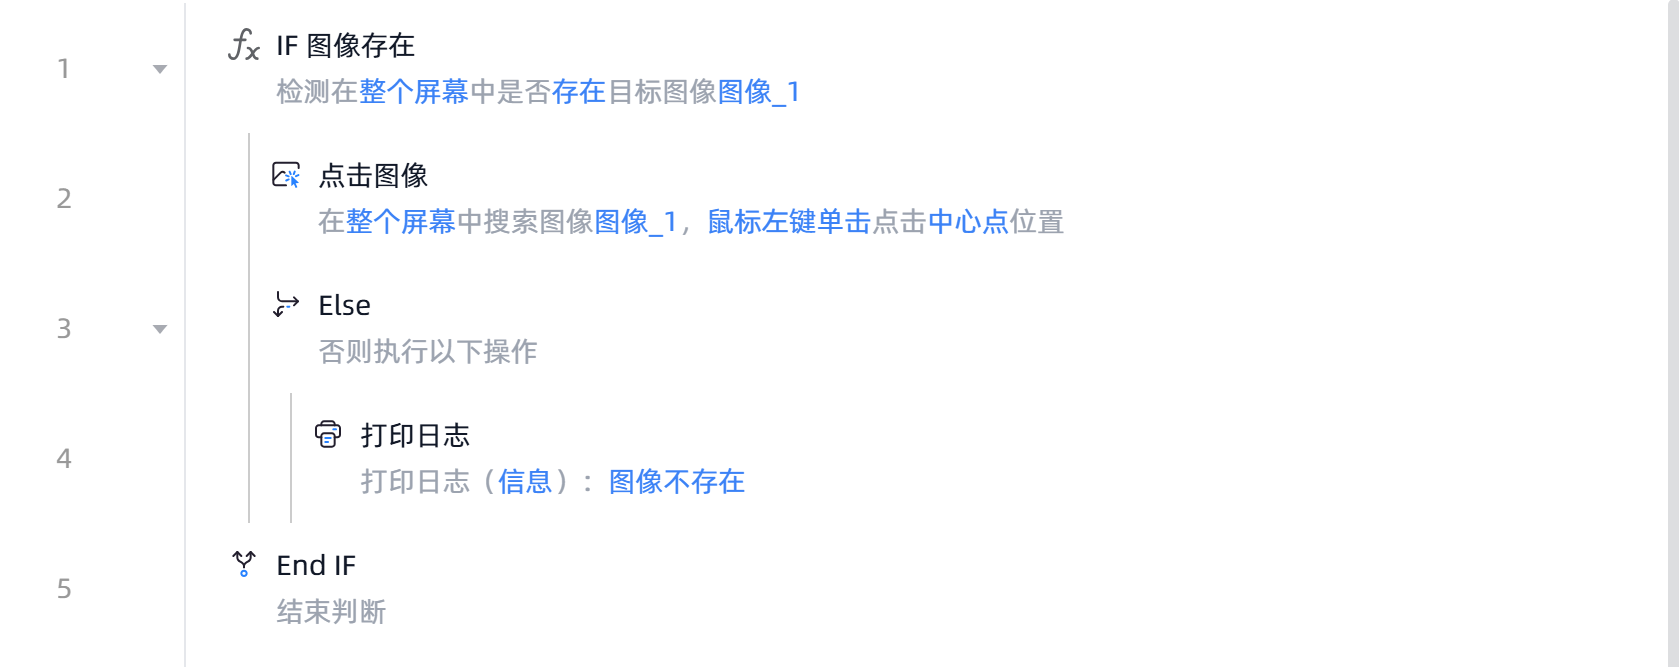 1
IF 图像存在
检测在整个屏幕中是否存在目标图像图像_1
2
点击图像
在整个屏幕中搜索图像图像_1，鼠标左键单击点击中心点位置
3
Else
否则执行以下操作
4
打印日志
打印日志（信息）：图像不存在
5
End IF
结束判断